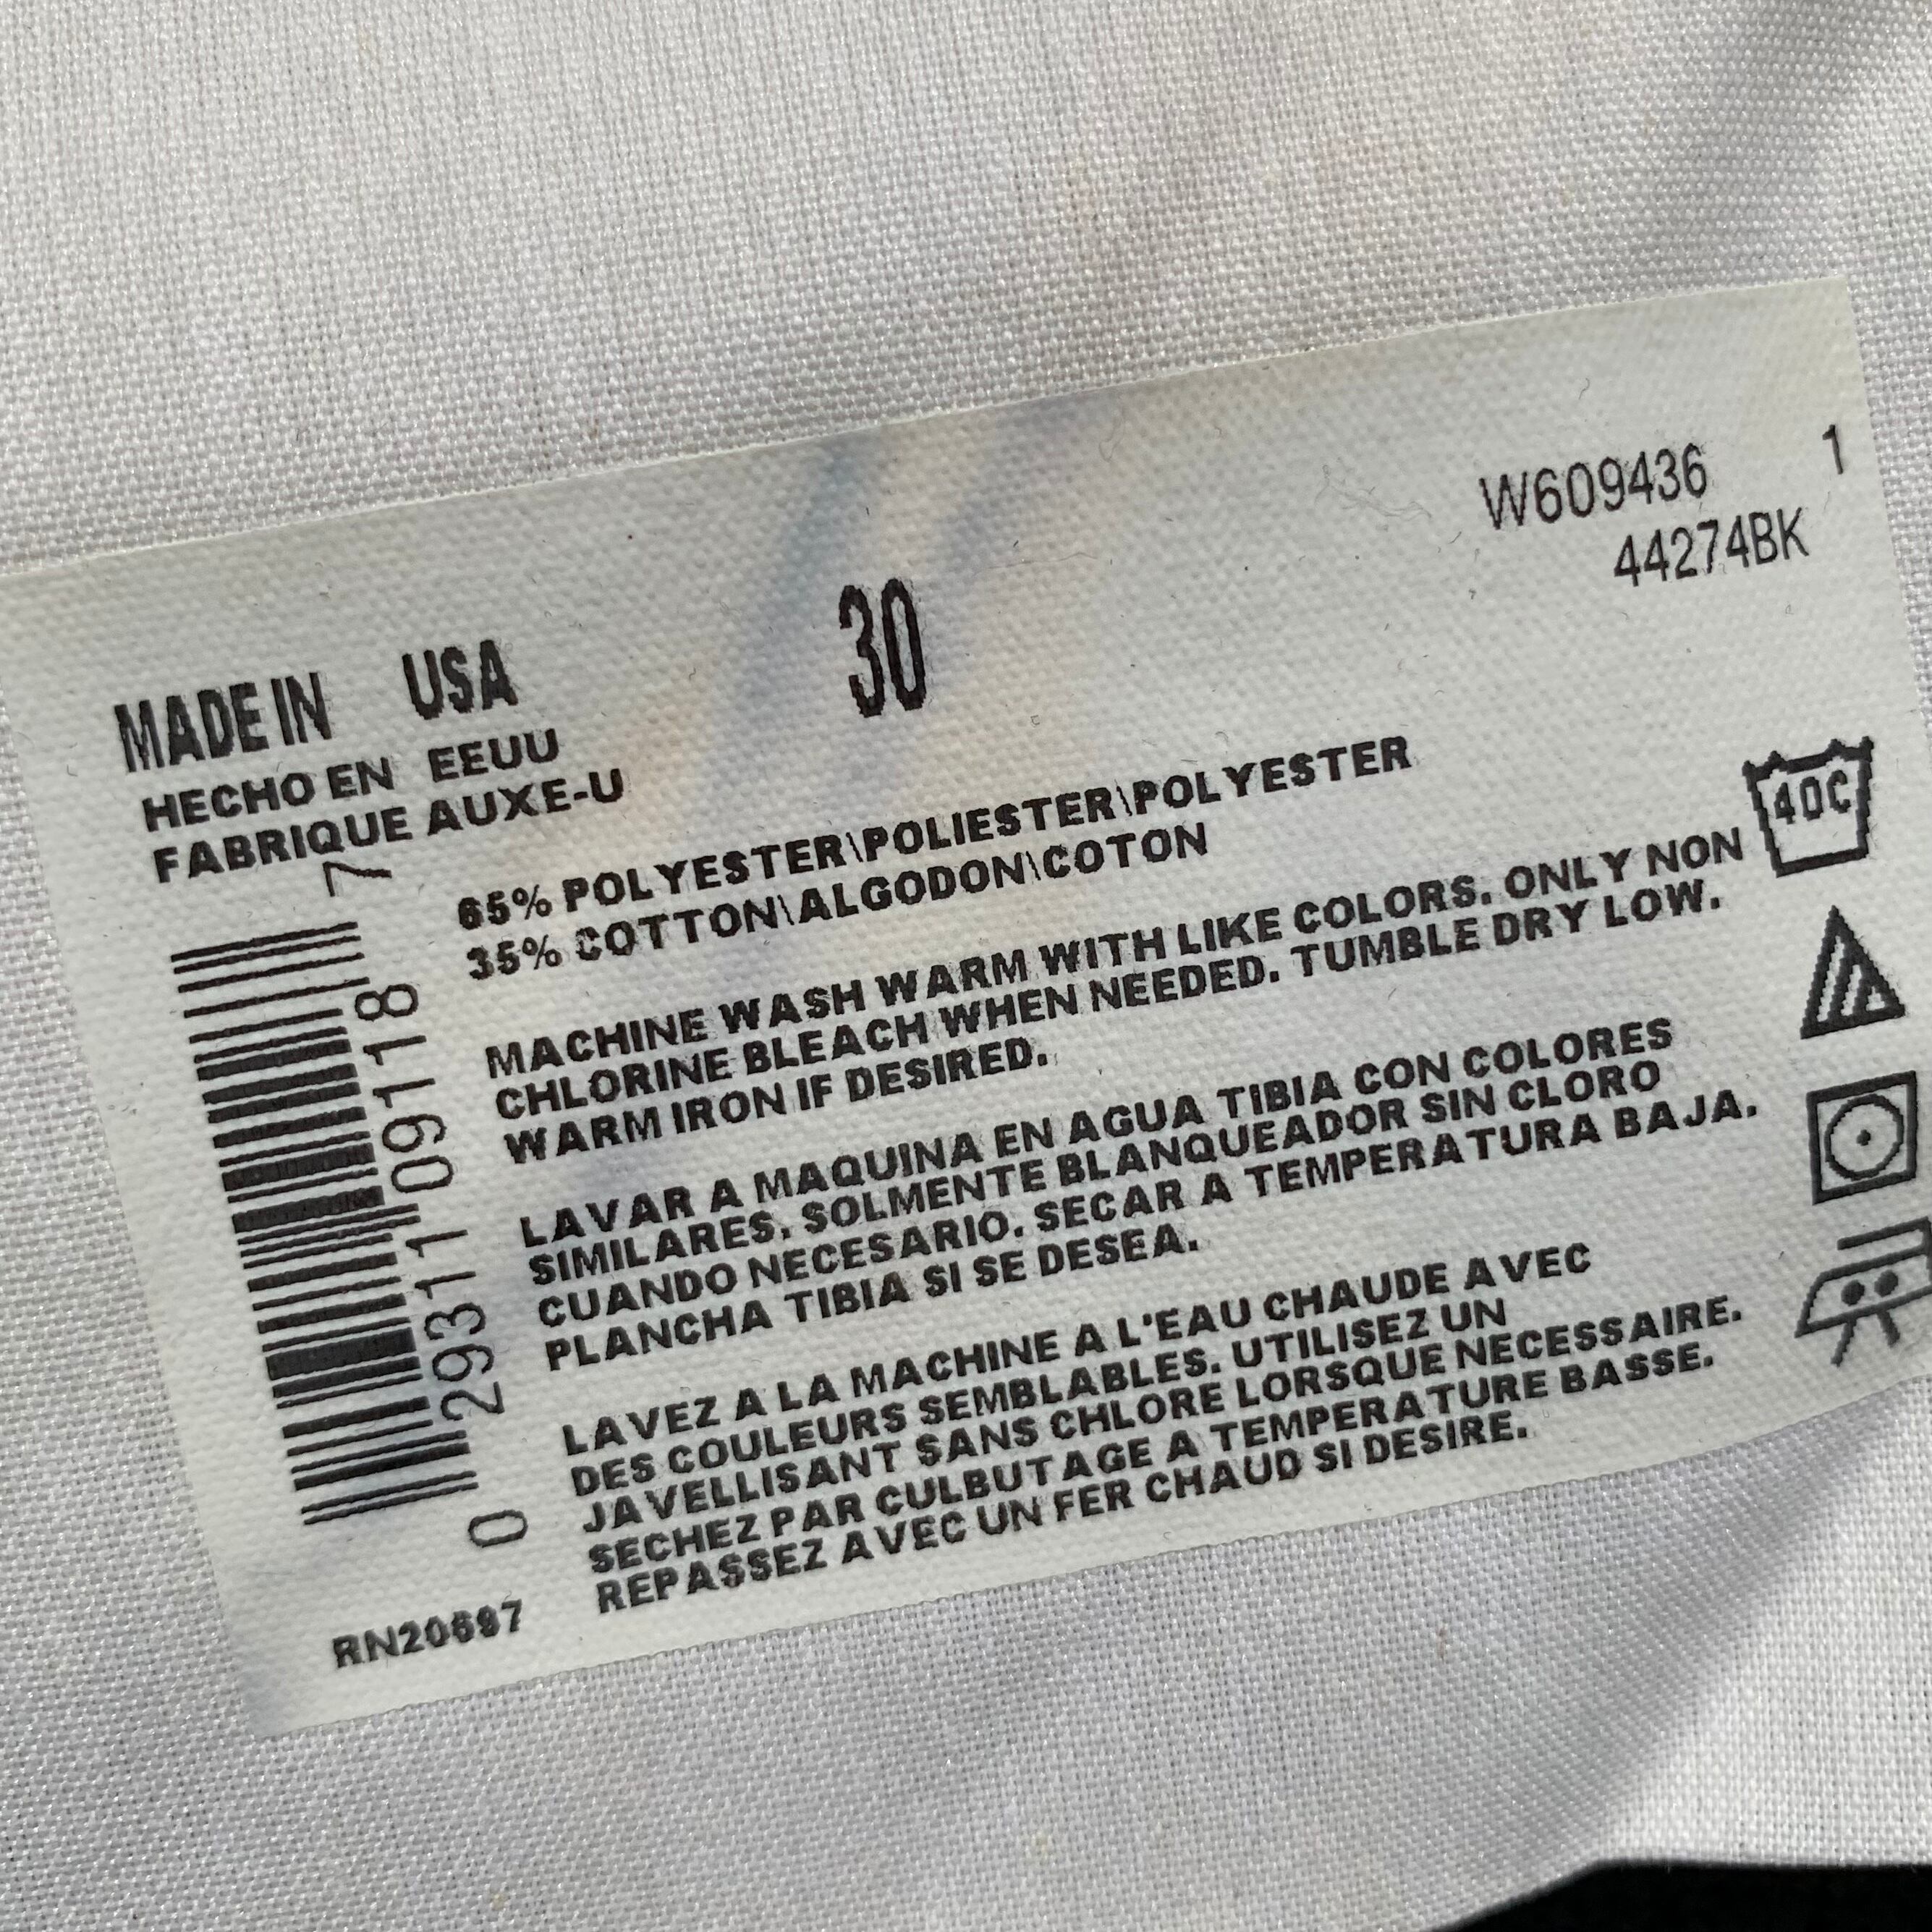 W609436 1
44274BK
30
MADE IN USA
HECHO EN EEUU
FABRIQUE AUXE-U
65% POLYESTER\POLIESTER\POLYESTER
35% COTTON\ALGODON\COTON
MACHINE WASH WARM WITH LIKE COLORS. ONLY NON
CHLORINE BLEACH WHEN NEEDED. TUMBLE DRY LOW.
WARM IRON IF DESIRED.
LAVAR A MAQUINA EN AGUA TIBIA CON COLORES
SIMILARES. SOLMENTE BLANQUEADOR SIN CLORO
CUANDO NECESARIO. SECAR A TEMPERATURA BAJA.
PLANCHA TIBIA SI SE DESEA.
LAVEZ A LA MACHINE A L'EAU CHAUDE AVEC
DES COULEURS SEMBLABLES. UTILISEZ UN
JAVELLISANT SANS CHLORE LORSQUE NECESSAIRE.
SECHEZ PAR CULBUTAGE A TEMPERATURE BASSE.
REPASSEZ AVEC UN FER CHAUD SI DESIRE.
40C
0 29311 09118 7
RN20697